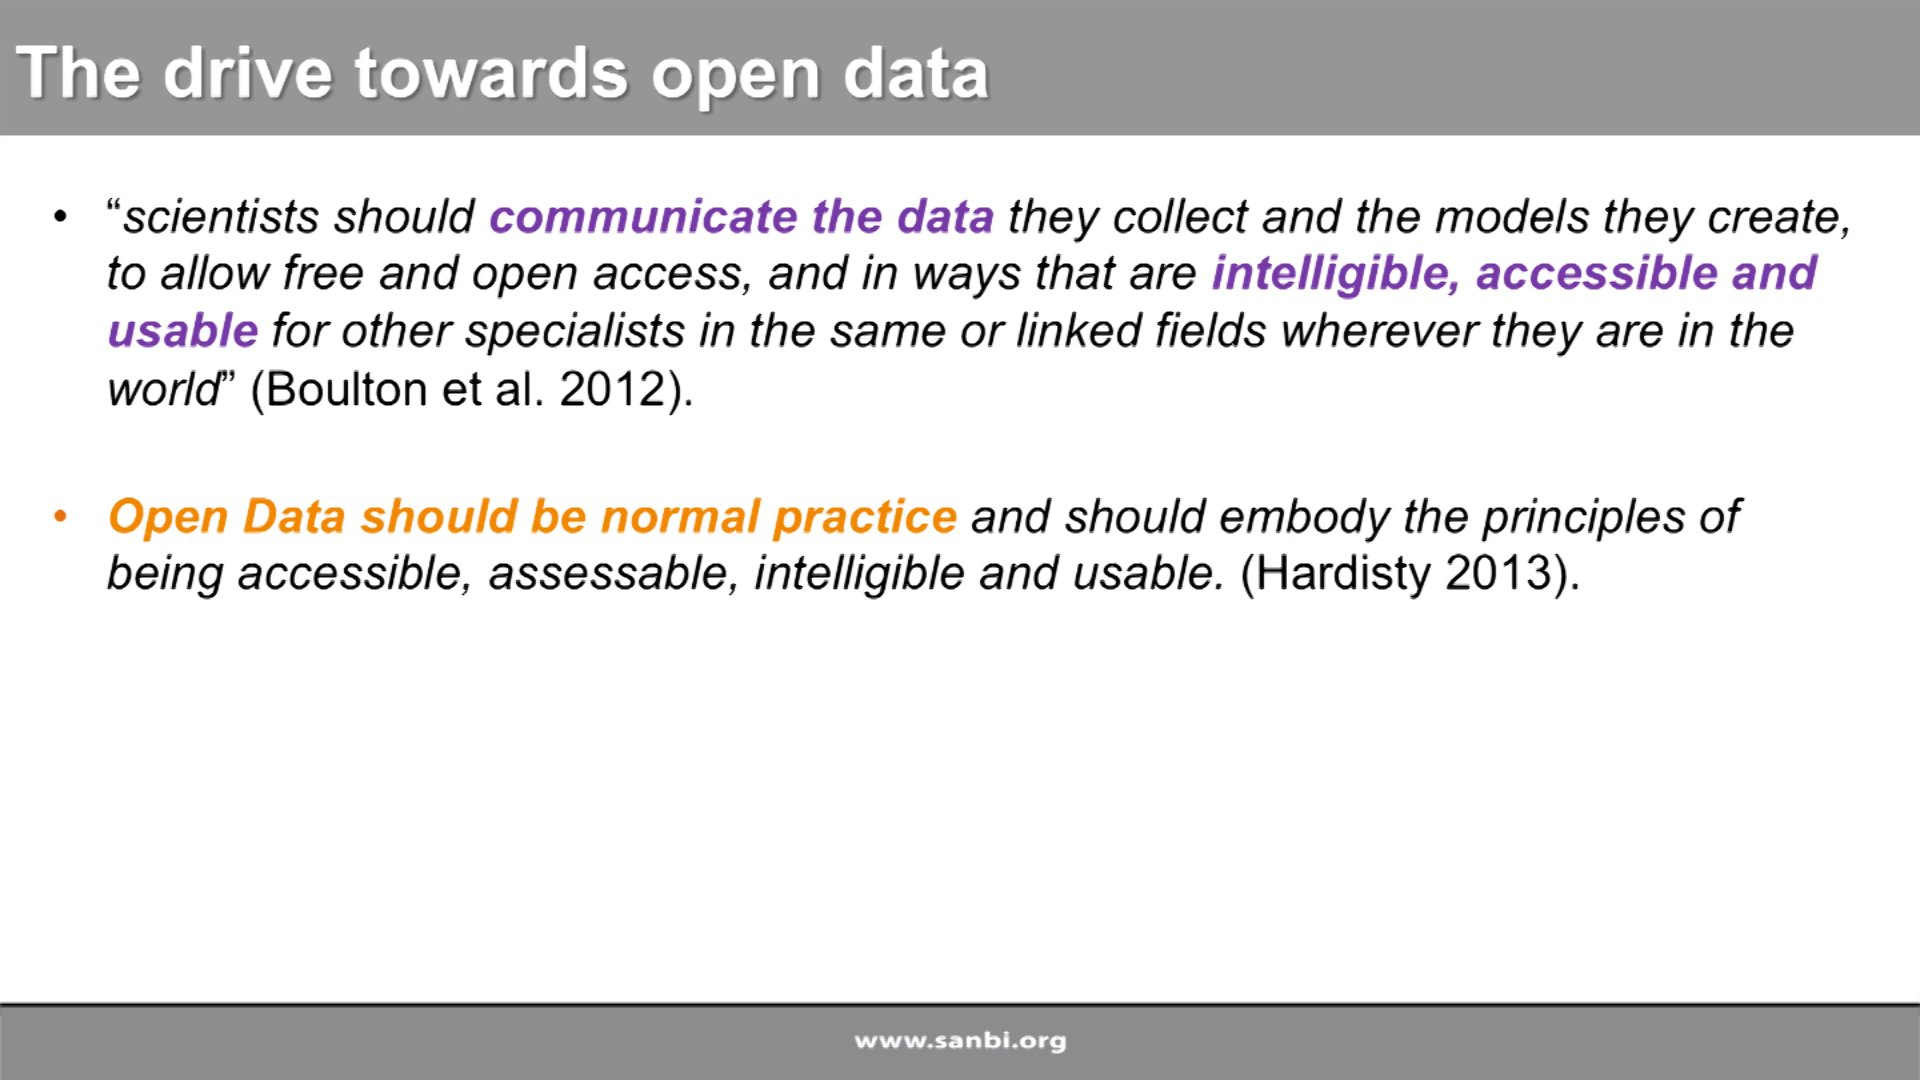 The drive towards open data
• “scientists should communicate the data they collect and the models they create,
to allow free and open access, and in ways that are intelligible, accessible and
usable for other specialists in the same or linked fields wherever they are in the
world” (Boulton et al. 2012).
• Open Data should be normal practice and should embody the principles of
being accessible, assessable, intelligible and usable. (Hardisty 2013).
www.sanbi.org